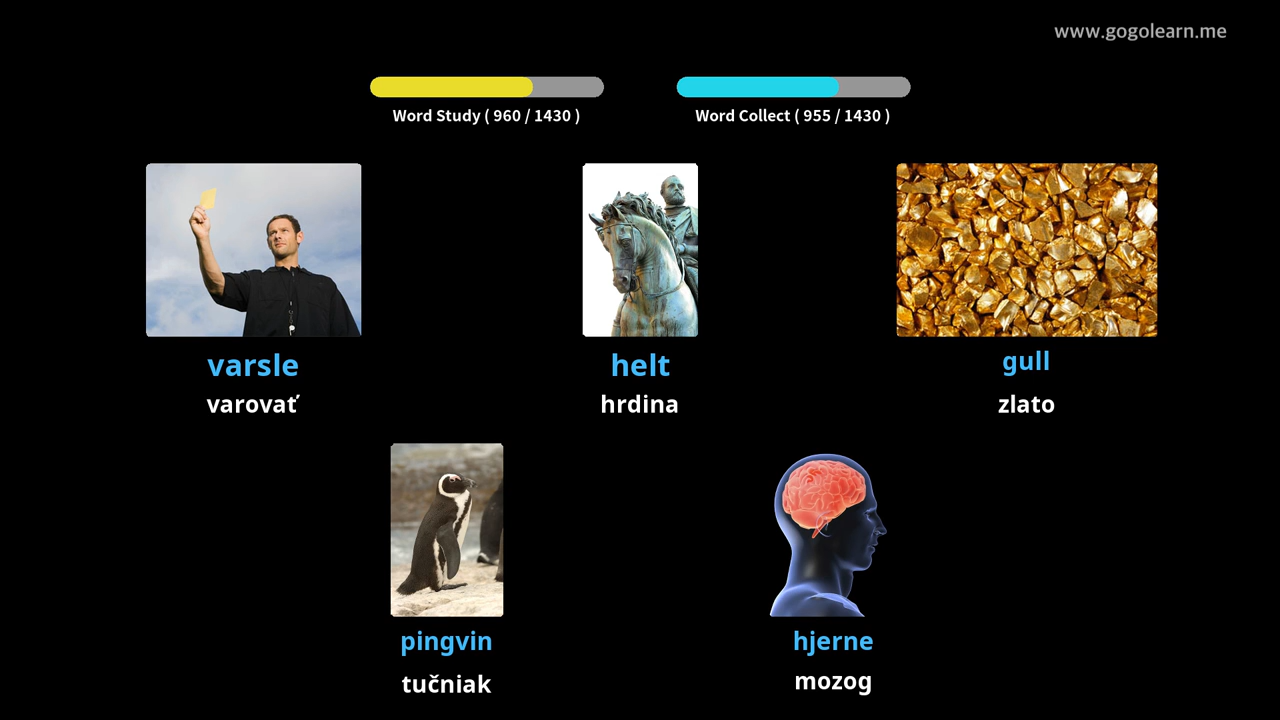 www.gogolearn.me
Word Study ( 960 / 1430 )
Word Collect ( 955 / 1430 )
varsle
varovať
helt
hrdina
gull
zlato
pingvin
tučniak
hjerne
mozog